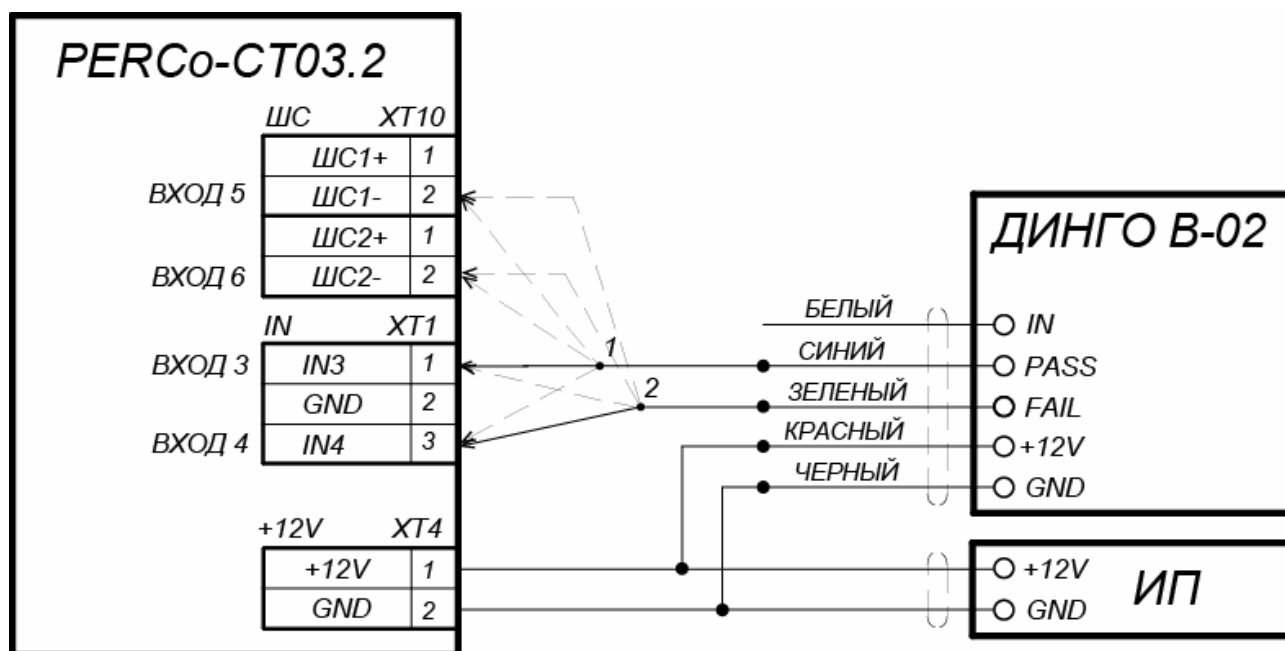 PERCo-CT03.2
ШС XT10
ШС1+ 1
ВХОД 5 ШС1- 2
ШС2+ 1
ВХОД 6 ШС2- 2
IN XT1
ВХОД 3 IN3 1
GND 2
ВХОД 4 IN4 3
+12V XT4
+12V 1
GND 2
1
2
БЕЛЫЙ
СИНИЙ
ЗЕЛЕНЫЙ
КРАСНЫЙ
ЧЕРНЫЙ
ДИНГО В-02
IN
PASS
FAIL
+12V
GND
+12V
GND
ИП